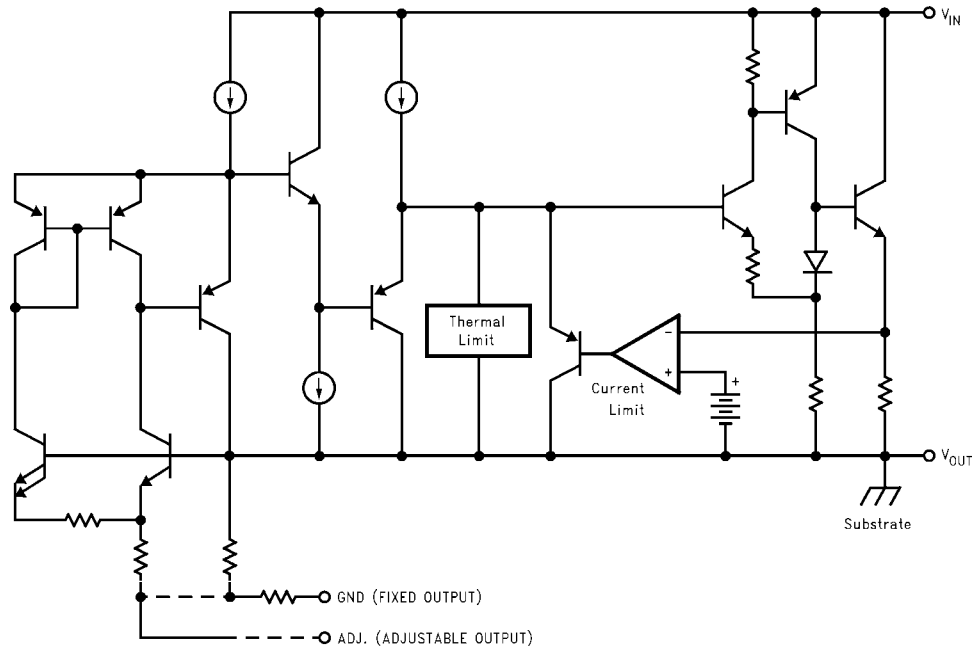 V_IN
Thermal
Limit
−
+
Current
Limit
+
V_OUT
Substrate
GND (FIXED OUTPUT)
ADJ. (ADJUSTABLE OUTPUT)